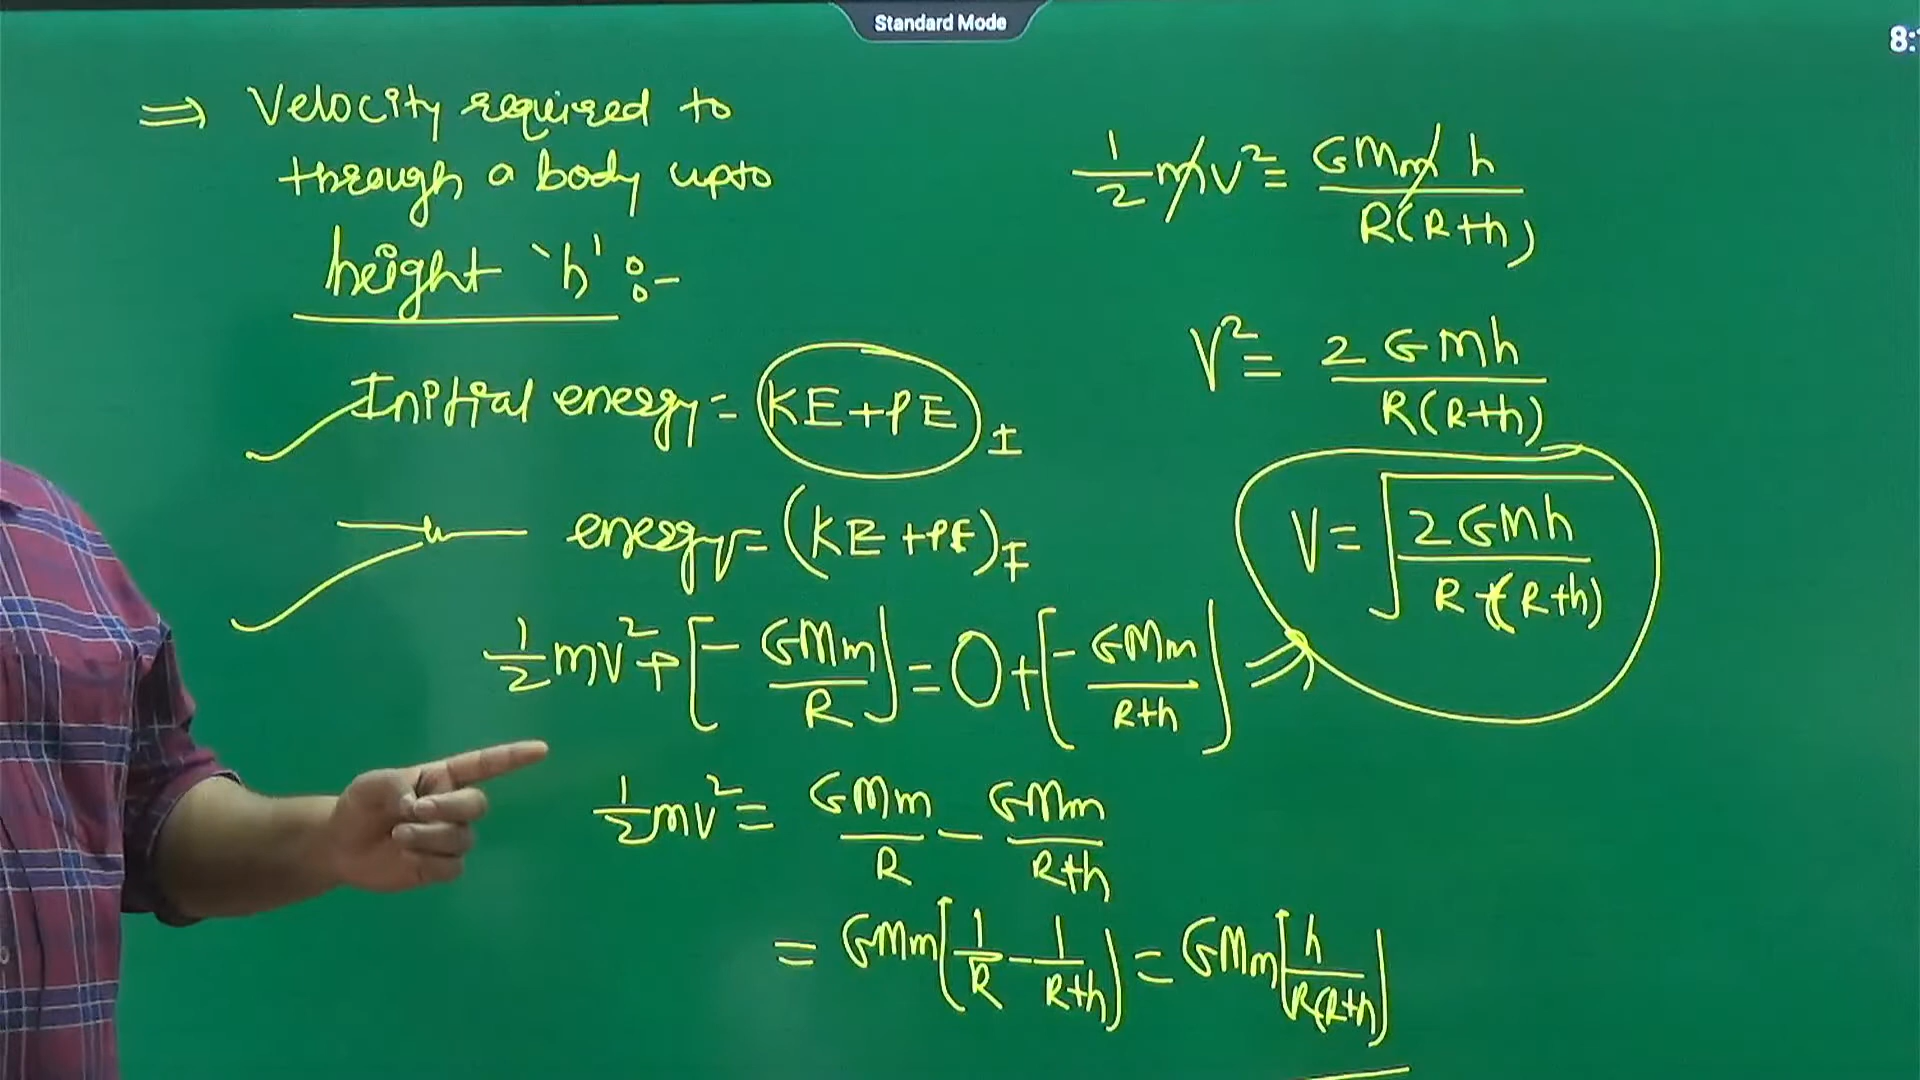 Standard Mode
8:
⇒ Velocity required to
through a body upto
height 'h' :-
Initial energy = (KE+PE)I
—"— energy = (KE+PE)F
1/2 mv² + [- GMm/R] = 0 + [- GMm/R+h] ⇒
1/2 mv² = GMm/R - GMm/R+h
= GMm[1/R - 1/R+h] = GMm[h/R(R+h)]
1/2 mv² = GMm h/R(R+h)
V² = 2GMh/R(R+h)
V = √2GMh/R(R+h)